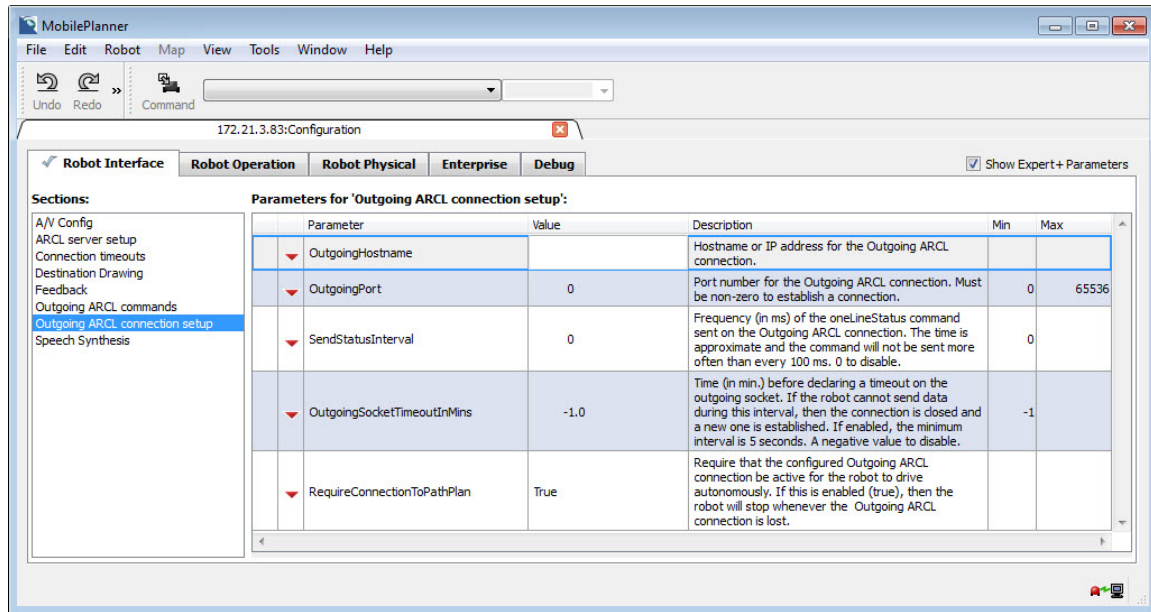 MobilePlanner
File Edit Robot Map View Tools Window Help
Undo Redo » Command
172.21.3.83:Configuration
Robot Interface Robot Operation Robot Physical Enterprise Debug Show Expert+ Parameters
Sections:
A/V Config
ARCL server setup
Connection timeouts
Destination Drawing
Feedback
Outgoing ARCL commands
Outgoing ARCL connection setup
Speech Synthesis
Parameters for 'Outgoing ARCL connection setup':
Parameter Value Description Min Max
OutgoingHostname
Hostname or IP address for the Outgoing ARCL
connection.
OutgoingPort 0
Port number for the Outgoing ARCL connection. Must
be non-zero to establish a connection.
0 65536
SendStatusInterval 0
Frequency (in ms) of the oneLineStatus command
sent on the Outgoing ARCL connection. The time is
approximate and the command will not be sent more
often than every 100 ms. 0 to disable.
0
OutgoingSocketTimeoutInMins -1.0
Time (in min.) before declaring a timeout on the
outgoing socket. If the robot cannot send data
during this interval, then the connection is closed and
a new one is established. If enabled, the minimum
interval is 5 seconds. A negative value to disable.
-1
RequireConnectionToPathPlan True
Require that the configured Outgoing ARCL
connection be active for the robot to drive
autonomously. If this is enabled (true), then the
robot will stop whenever the Outgoing ARCL
connection is lost.